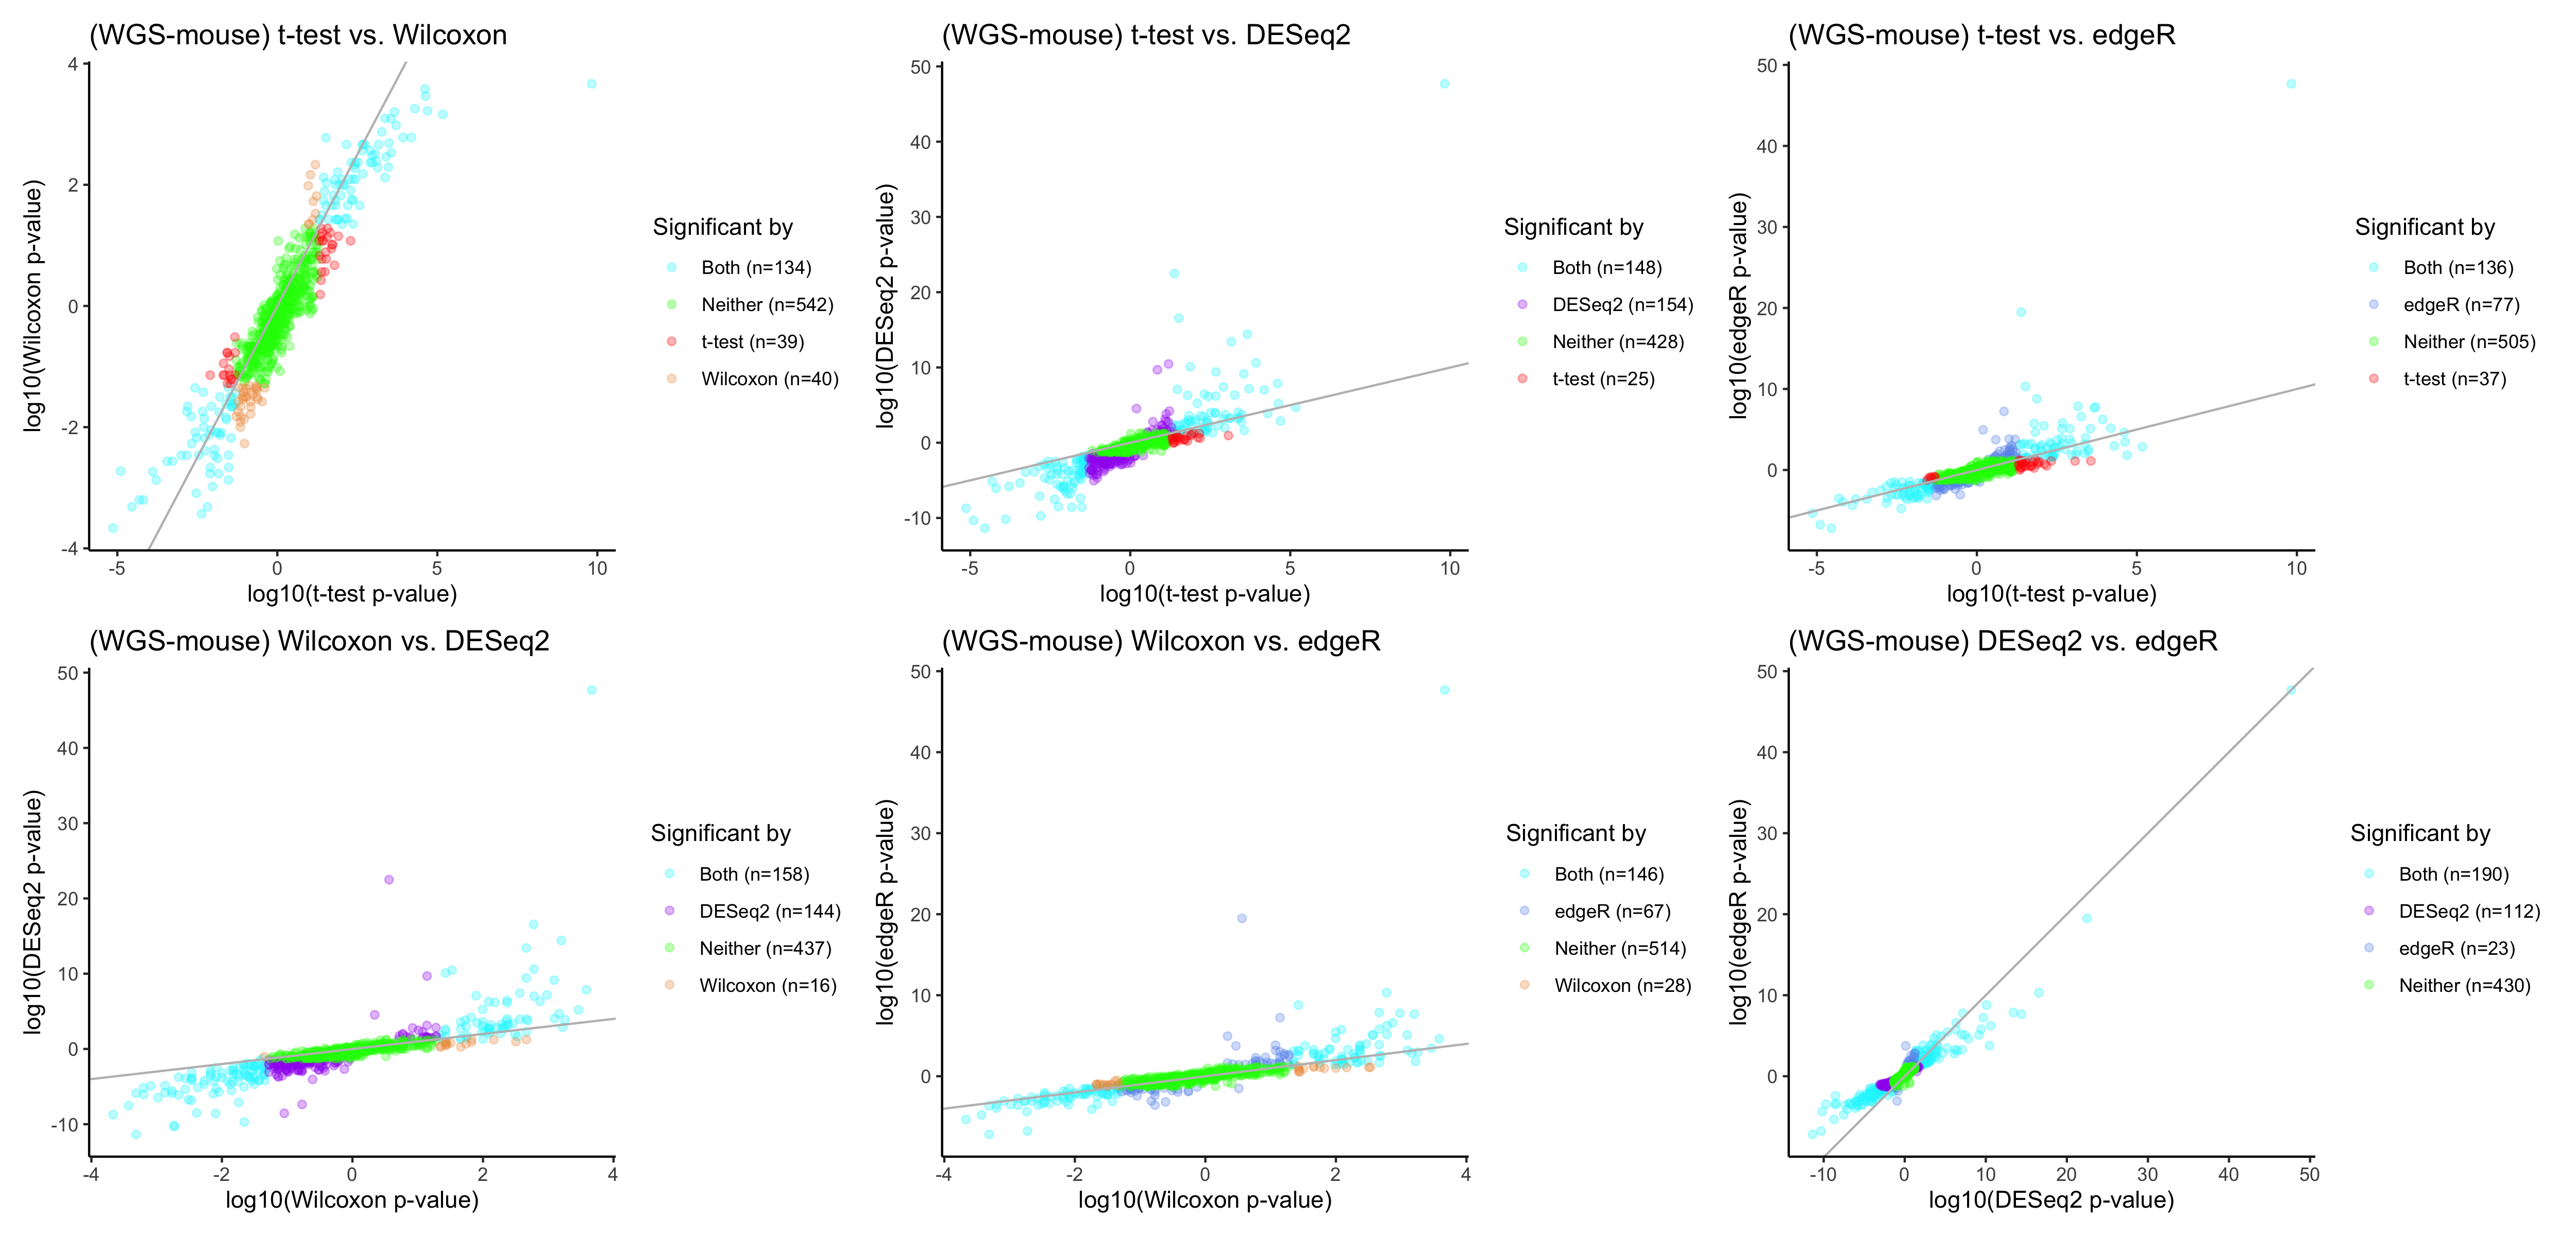 (WGS-mouse) t-test vs. Wilcoxon
log10(Wilcoxon p-value)
4
2
0
-2
-4
-5
0
5
10
log10(t-test p-value)
Significant by
Both (n=134)
Neither (n=542)
t-test (n=39)
Wilcoxon (n=40)
(WGS-mouse) t-test vs. DESeq2
log10(DESeq2 p-value)
50
40
30
20
10
0
-10
-5
0
5
10
log10(t-test p-value)
Significant by
Both (n=148)
DESeq2 (n=154)
Neither (n=428)
t-test (n=25)
(WGS-mouse) t-test vs. edgeR
log10(edgeR p-value)
50
40
30
20
10
0
-5
0
5
10
log10(t-test p-value)
Significant by
Both (n=136)
edgeR (n=77)
Neither (n=505)
t-test (n=37)
(WGS-mouse) Wilcoxon vs. DESeq2
log10(DESeq2 p-value)
50
40
30
20
10
0
-10
-4
-2
0
2
4
log10(Wilcoxon p-value)
Significant by
Both (n=158)
DESeq2 (n=144)
Neither (n=437)
Wilcoxon (n=16)
(WGS-mouse) Wilcoxon vs. edgeR
log10(edgeR p-value)
50
40
30
20
10
0
-4
-2
0
2
4
log10(Wilcoxon p-value)
Significant by
Both (n=146)
edgeR (n=67)
Neither (n=514)
Wilcoxon (n=28)
(WGS-mouse) DESeq2 vs. edgeR
log10(edgeR p-value)
50
40
30
20
10
0
-10
0
10
20
30
40
50
log10(DESeq2 p-value)
Significant by
Both (n=190)
DESeq2 (n=112)
edgeR (n=23)
Neither (n=430)